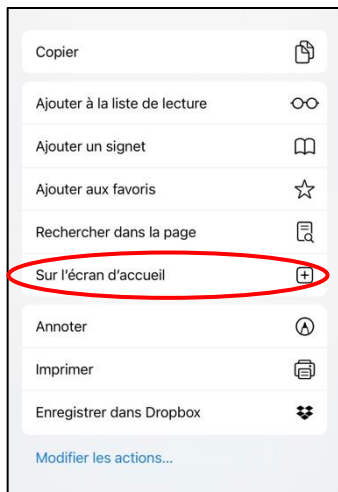 Copier
Ajouter à la liste de lecture
Ajouter un signet
Ajouter aux favoris
Rechercher dans la page
Sur l'écran d'accueil
Annoter
Imprimer
Enregistrer dans Dropbox
Modifier les actions...